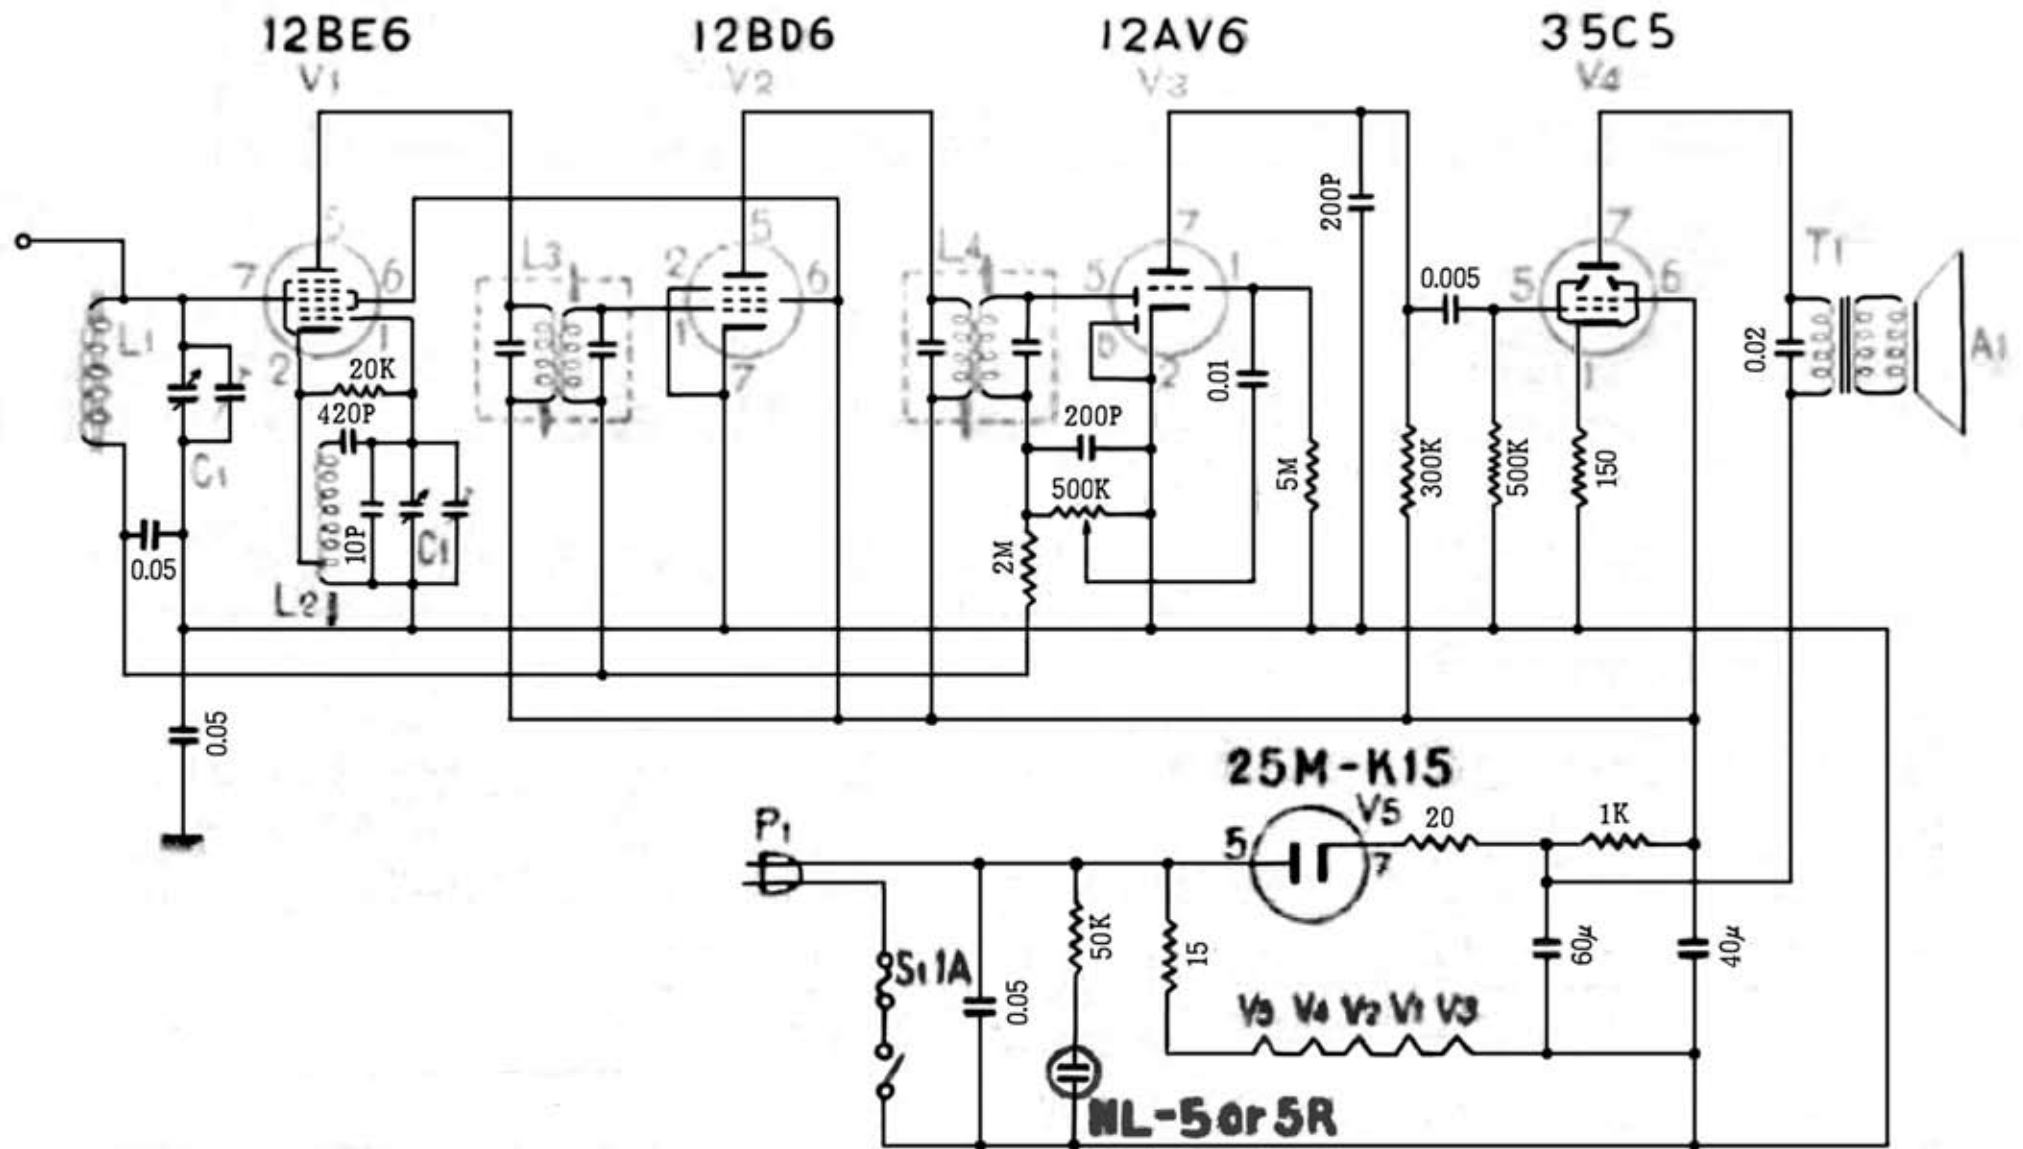 12BE6
12BD6
12AV6
35C5
V1
V2
V3
V4
5
7
6
1
2
L1
C1
20K
420P
10P
C1
L2
0.05
0.05
L3
2
5
6
1
7
L4
5
7
1
6
2
200P
500K
2M
0.01
5M
200P
0.005
300K
500K
150
5
7
6
1
0.02
T1
A1
25M-K15
V5
5
7
20
1K
P1
S1 1A
0.05
50K
15
60μ
40μ
V5 V4 V2 V1 V3
NL-5 or 5R